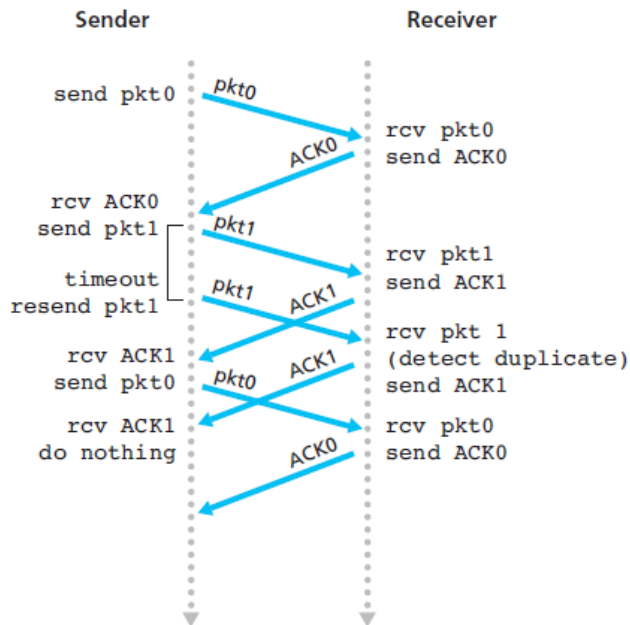 Sender
Receiver
send pkt0
pkt0
rcv pkt0
send ACK0
ACK0
rcv ACK0
send pkt1
pkt1
rcv pkt1
send ACK1
timeout
resend pkt1
pkt1
ACK1
rcv pkt 1
(detect duplicate)
send ACK1
rcv ACK1
send pkt0
ACK1
pkt0
rcv ACK1
do nothing
rcv pkt0
send ACK0
ACK0